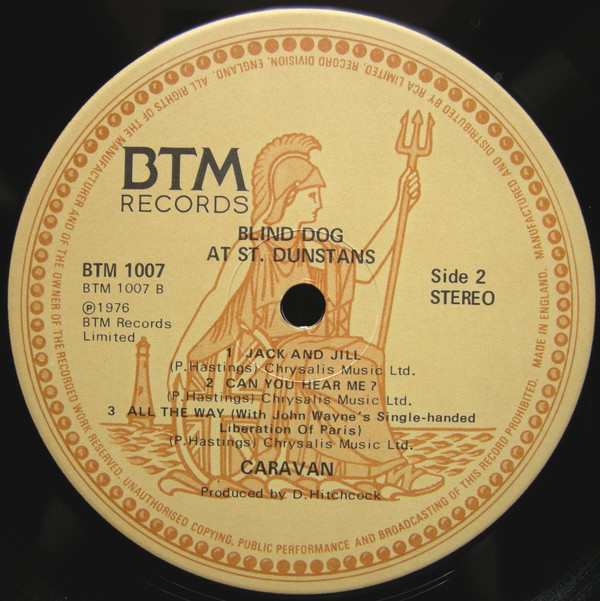 BTM
RECORDS
BLIND DOG
AT ST. DUNSTANS
BTM 1007
BTM 1007 B
Ⓟ1976
BTM Records
Limited
Side 2
STEREO
1 JACK AND JILL
(P.Hastings) Chrysalis Music Ltd.
2 CAN YOU HEAR ME?
(P.Hastings) Chrysalis Music Ltd.
3 ALL THE WAY (With John Wayne's Single-handed
Liberation Of Paris)
(P.Hastings) Chrysalis Music Ltd.
CARAVAN
Produced by D.Hitchcock
MANUFACTURED AND DISTRIBUTED BY RCA LIMITED, RECORD DIVISION, ENGLAND. ALL RIGHTS OF THE MANUFACTURER AND OF THE OWNER OF THE RECORDED WORK RESERVED. UNAUTHORISED COPYING, PUBLIC PERFORMANCE AND BROADCASTING OF THIS RECORD PROHIBITED. MADE IN ENGLAND.